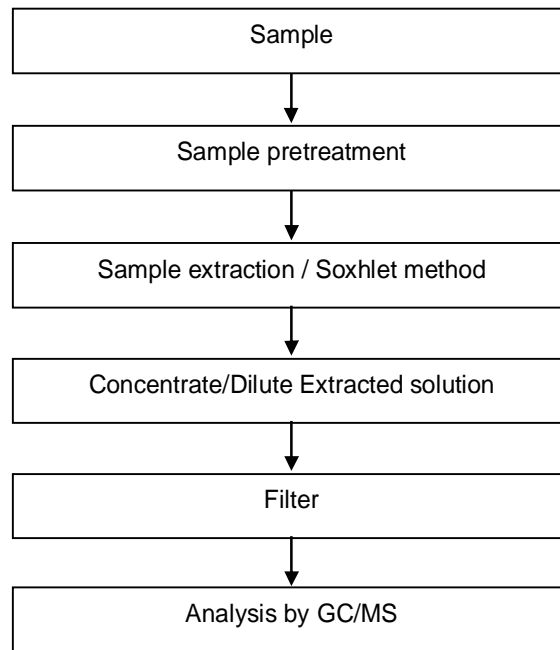 Sample
Sample pretreatment
Sample extraction / Soxhlet method
Concentrate/Dilute Extracted solution
Filter
Analysis by GC/MS